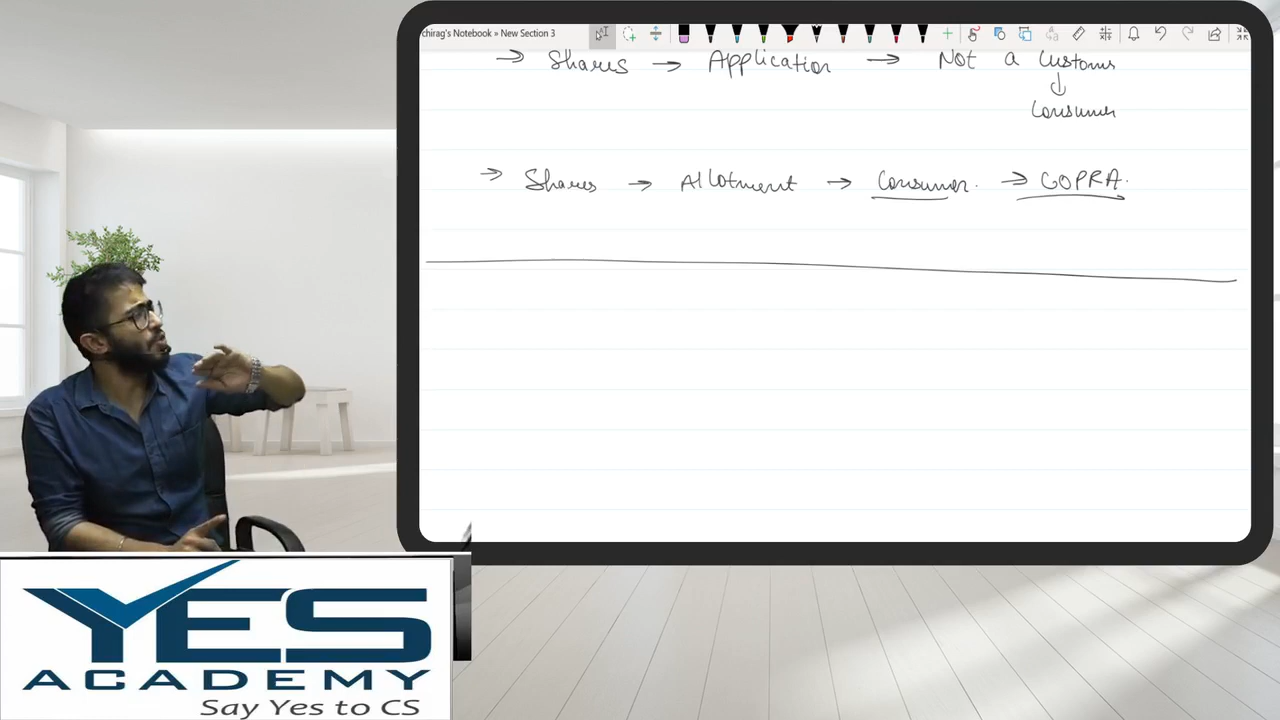 chirag's Notebook » New Section 3
→ Shares → Application → Not a Customer
↓
Consumer
→ Shares → Allotment → Consumer. → COPRA.
YES
ACADEMY
Say Yes to CS